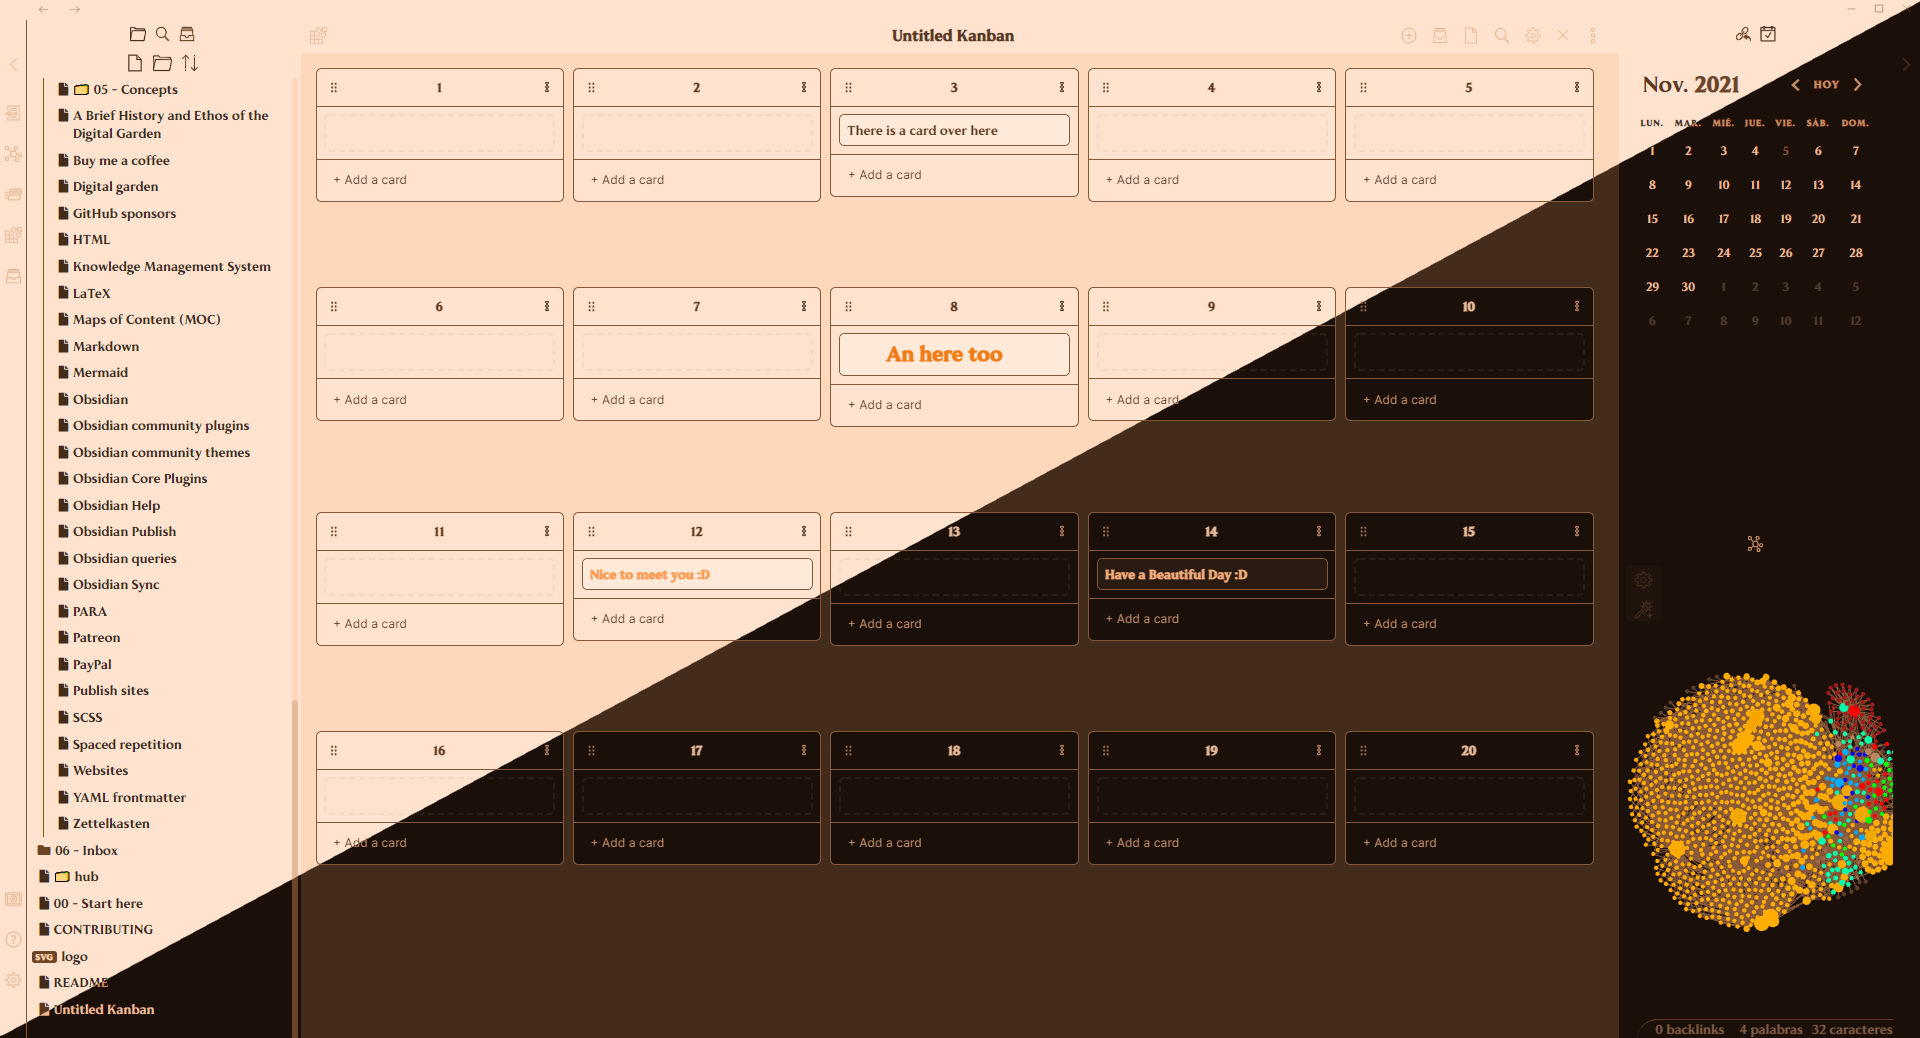 Untitled Kanban
05 - Concepts
A Brief History and Ethos of the
Digital Garden
Buy me a coffee
Digital garden
GitHub sponsors
HTML
Knowledge Management System
LaTeX
Maps of Content (MOC)
Markdown
Mermaid
Obsidian
Obsidian community plugins
Obsidian community themes
Obsidian Core Plugins
Obsidian Help
Obsidian Publish
Obsidian queries
Obsidian Sync
PARA
Patreon
PayPal
Publish sites
SCSS
Spaced repetition
Websites
YAML frontmatter
Zettelkasten
06 - Inbox
hub
00 - Start here
CONTRIBUTING
SVG logo
README
Untitled Kanban
1 2 3 4 5
There is a card over here
+ Add a card + Add a card + Add a card + Add a card + Add a card
6 7 8 9 10
An here too
+ Add a card + Add a card + Add a card + Add a card + Add a card
11 12 13 14 15
Nice to meet you :D Have a Beautiful Day :D
+ Add a card + Add a card + Add a card + Add a card + Add a card
16 17 18 19 20
+ Add a card + Add a card + Add a card + Add a card + Add a card
Nov. 2021 HOY
LUN. MAR. MIÉ. JUE. VIE. SÁB. DOM.
1 2 3 4 5 6 7
8 9 10 11 12 13 14
15 16 17 18 19 20 21
22 23 24 25 26 27 28
29 30 1 2 3 4 5
6 7 8 9 10 11 12
0 backlinks 4 palabras 32 caracteres